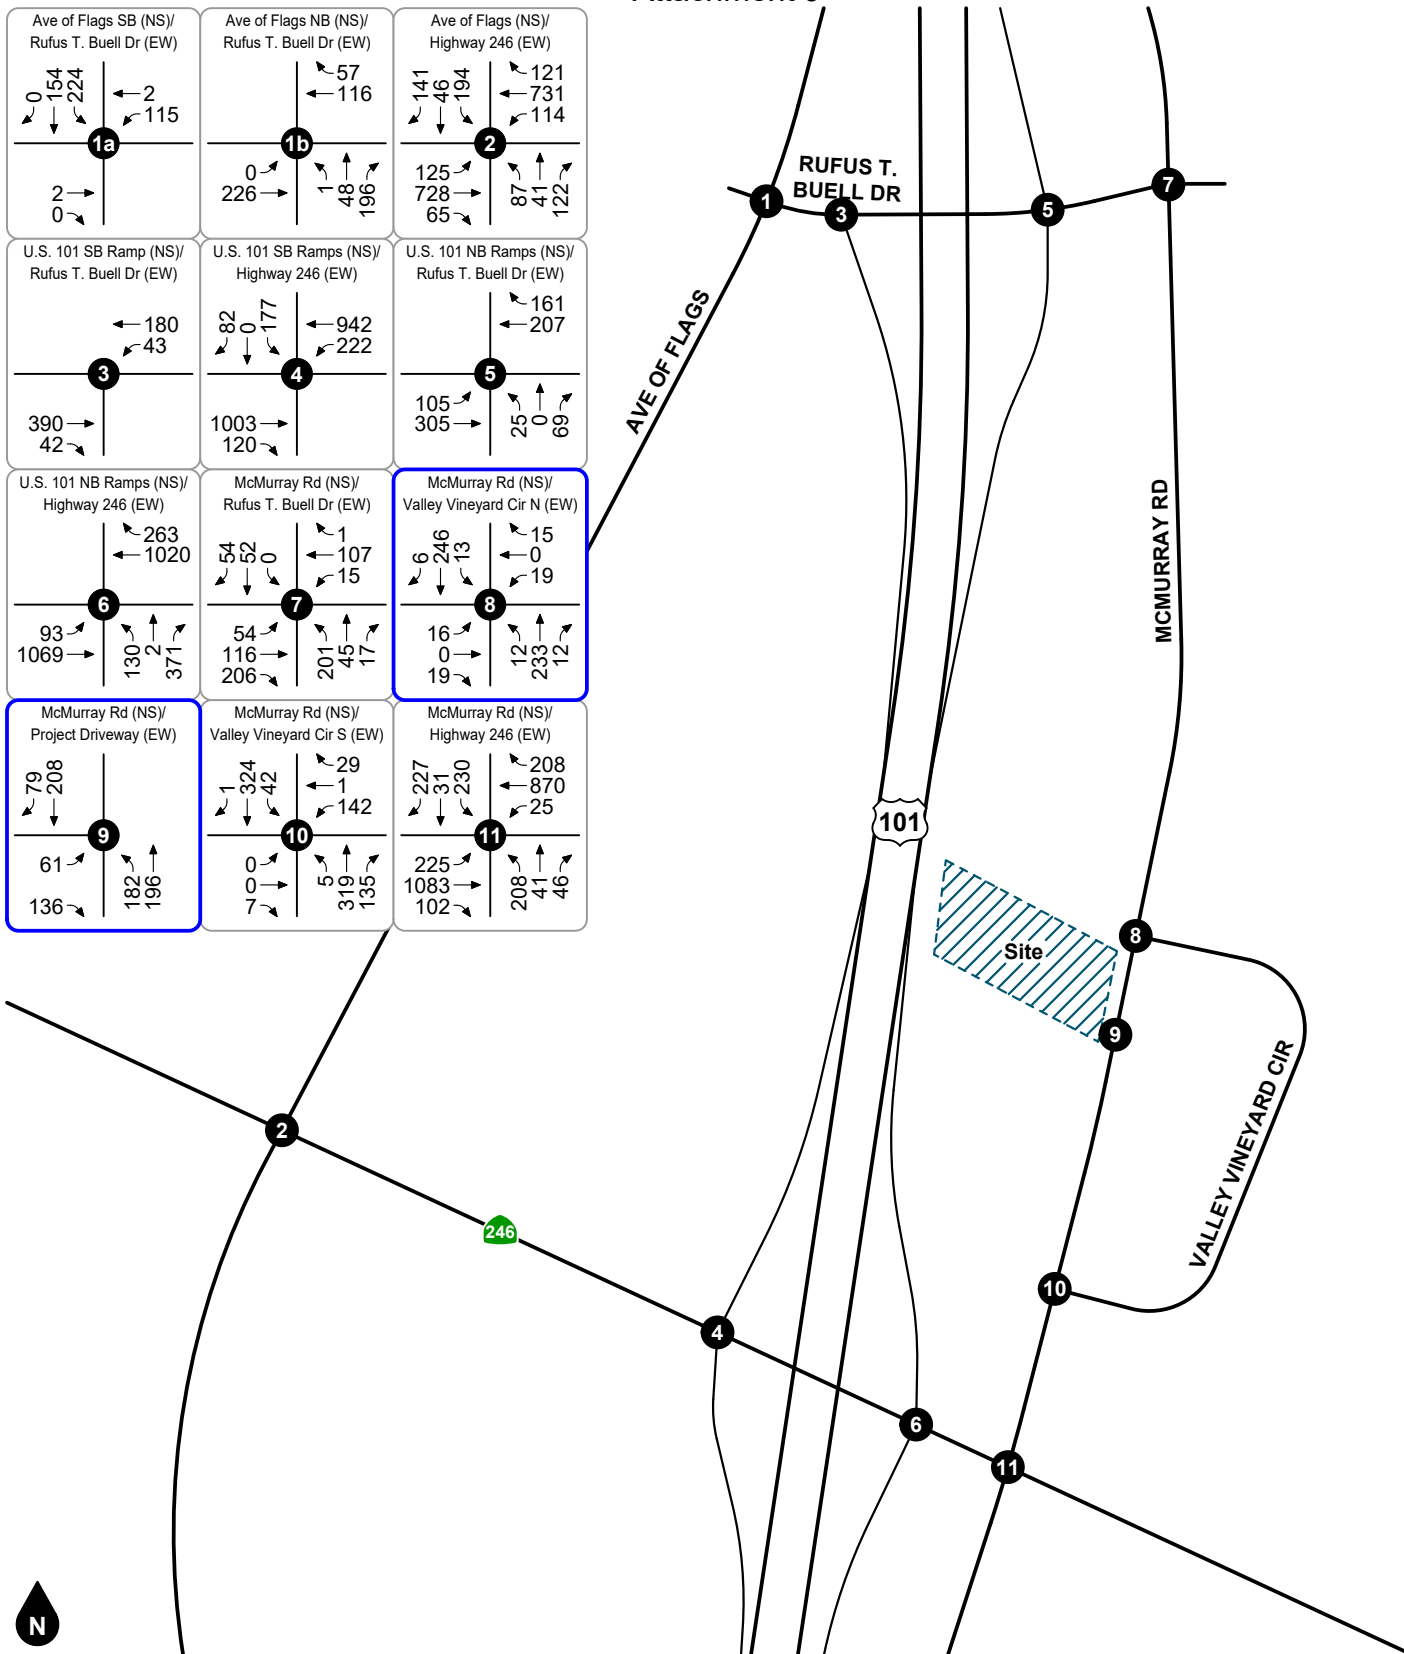 Ave of Flags SB (NS)/
Rufus T. Buell Dr (EW)
0 154 224
2
115
1a
2
0
Ave of Flags NB (NS)/
Rufus T. Buell Dr (EW)
57
116
1b
0
226
1 48 196
Ave of Flags (NS)/
Highway 246 (EW)
141 46 194
121
731
114
2
125
728
65
87 41 122
U.S. 101 SB Ramp (NS)/
Rufus T. Buell Dr (EW)
180
43
3
390
42
U.S. 101 SB Ramps (NS)/
Highway 246 (EW)
82 0 177
942
222
4
1003
120
U.S. 101 NB Ramps (NS)/
Rufus T. Buell Dr (EW)
161
207
5
105
305
25 0 69
U.S. 101 NB Ramps (NS)/
Highway 246 (EW)
263
1020
6
93
1069
130 2 371
McMurray Rd (NS)/
Rufus T. Buell Dr (EW)
54 52 0
1
107
15
7
54
116
206
201 45 17
McMurray Rd (NS)/
Valley Vineyard Cir N (EW)
6 246 13
15
0
19
8
16
0
19
12 233 12
McMurray Rd (NS)/
Project Driveway (EW)
79 208
9
61
136
182 196
McMurray Rd (NS)/
Valley Vineyard Cir S (EW)
1 324 42
29
1
142
10
0
0
7
5 319 135
McMurray Rd (NS)/
Highway 246 (EW)
227 31 230
208
870
25
11
225
1083
102
208 41 46
RUFUS T.
BUELL DR
1
3
5
7
AVE OF FLAGS
MCMURRAY RD
101
Site
8
9
VALLEY VINEYARD CIR
2
246
10
4
6
11
N